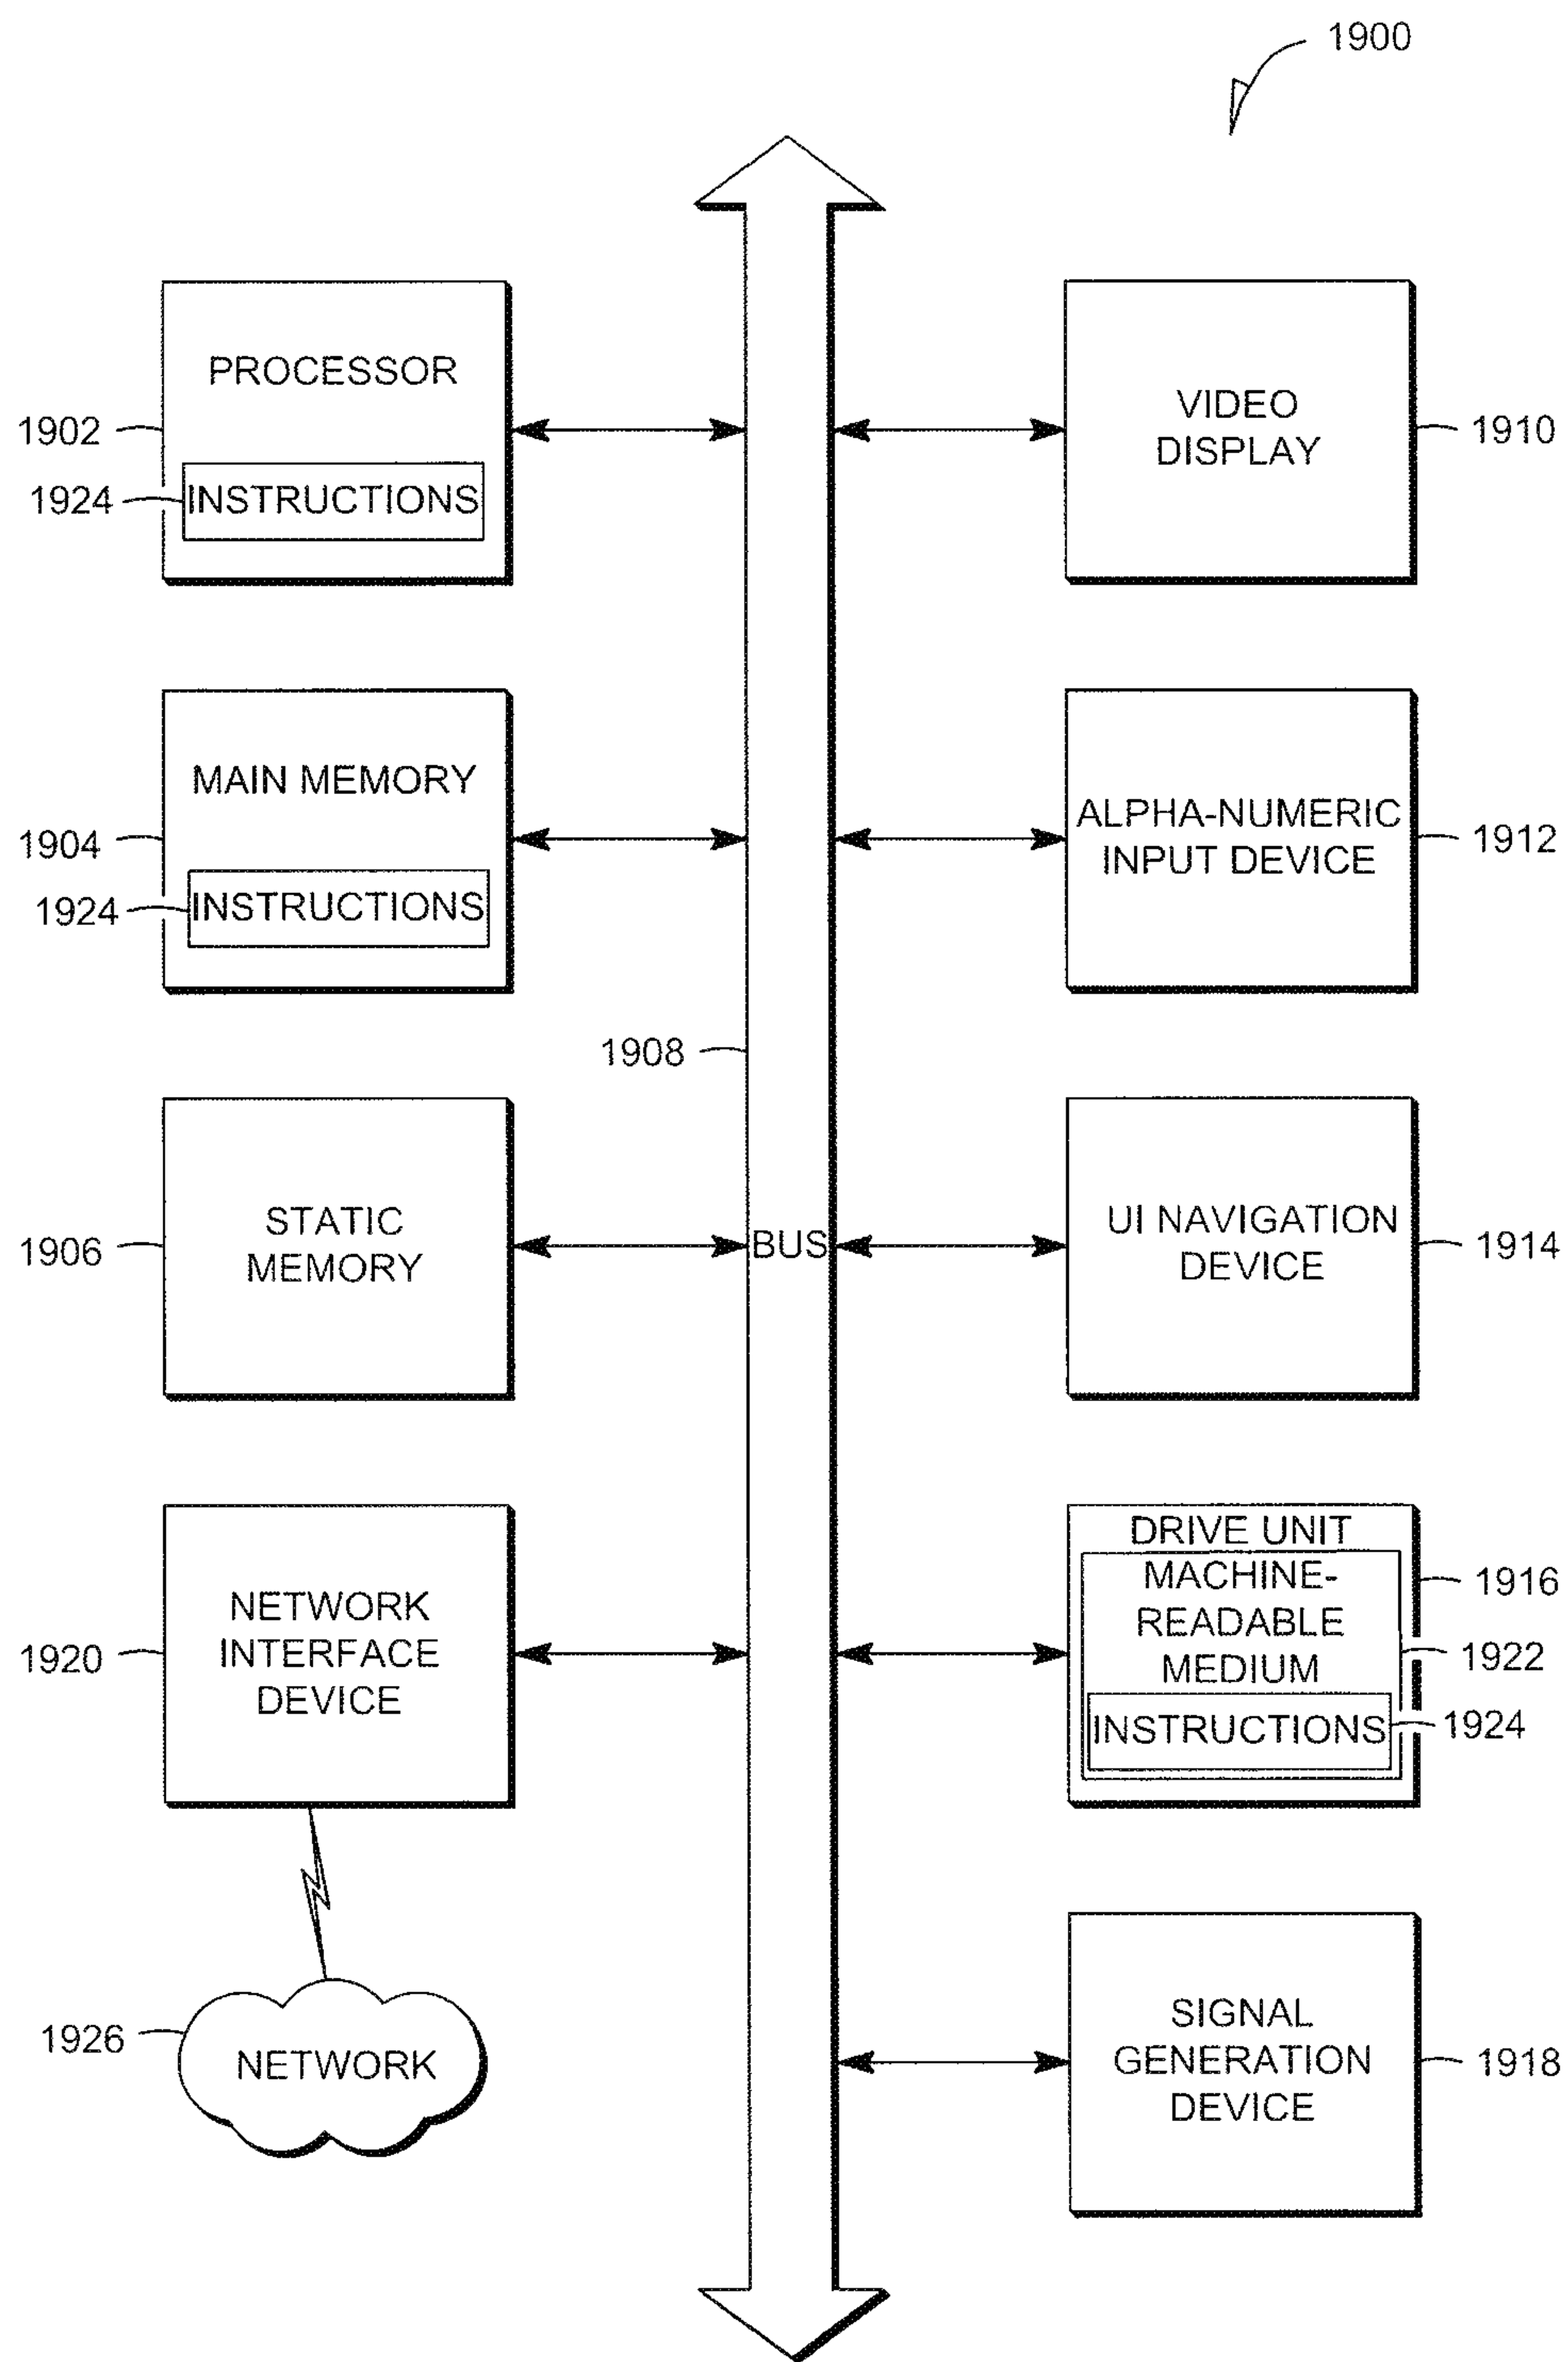 1900
PROCESSOR
1902
1924
INSTRUCTIONS
VIDEO
DISPLAY
1910
MAIN MEMORY
1904
1924
INSTRUCTIONS
ALPHA-NUMERIC
INPUT DEVICE
1912
1908
STATIC
MEMORY
1906
BUS
UI NAVIGATION
DEVICE
1914
NETWORK
INTERFACE
DEVICE
1920
DRIVE UNIT
MACHINE-
READABLE
MEDIUM
INSTRUCTIONS
1916
1922
1924
1926
NETWORK
SIGNAL
GENERATION
DEVICE
1918